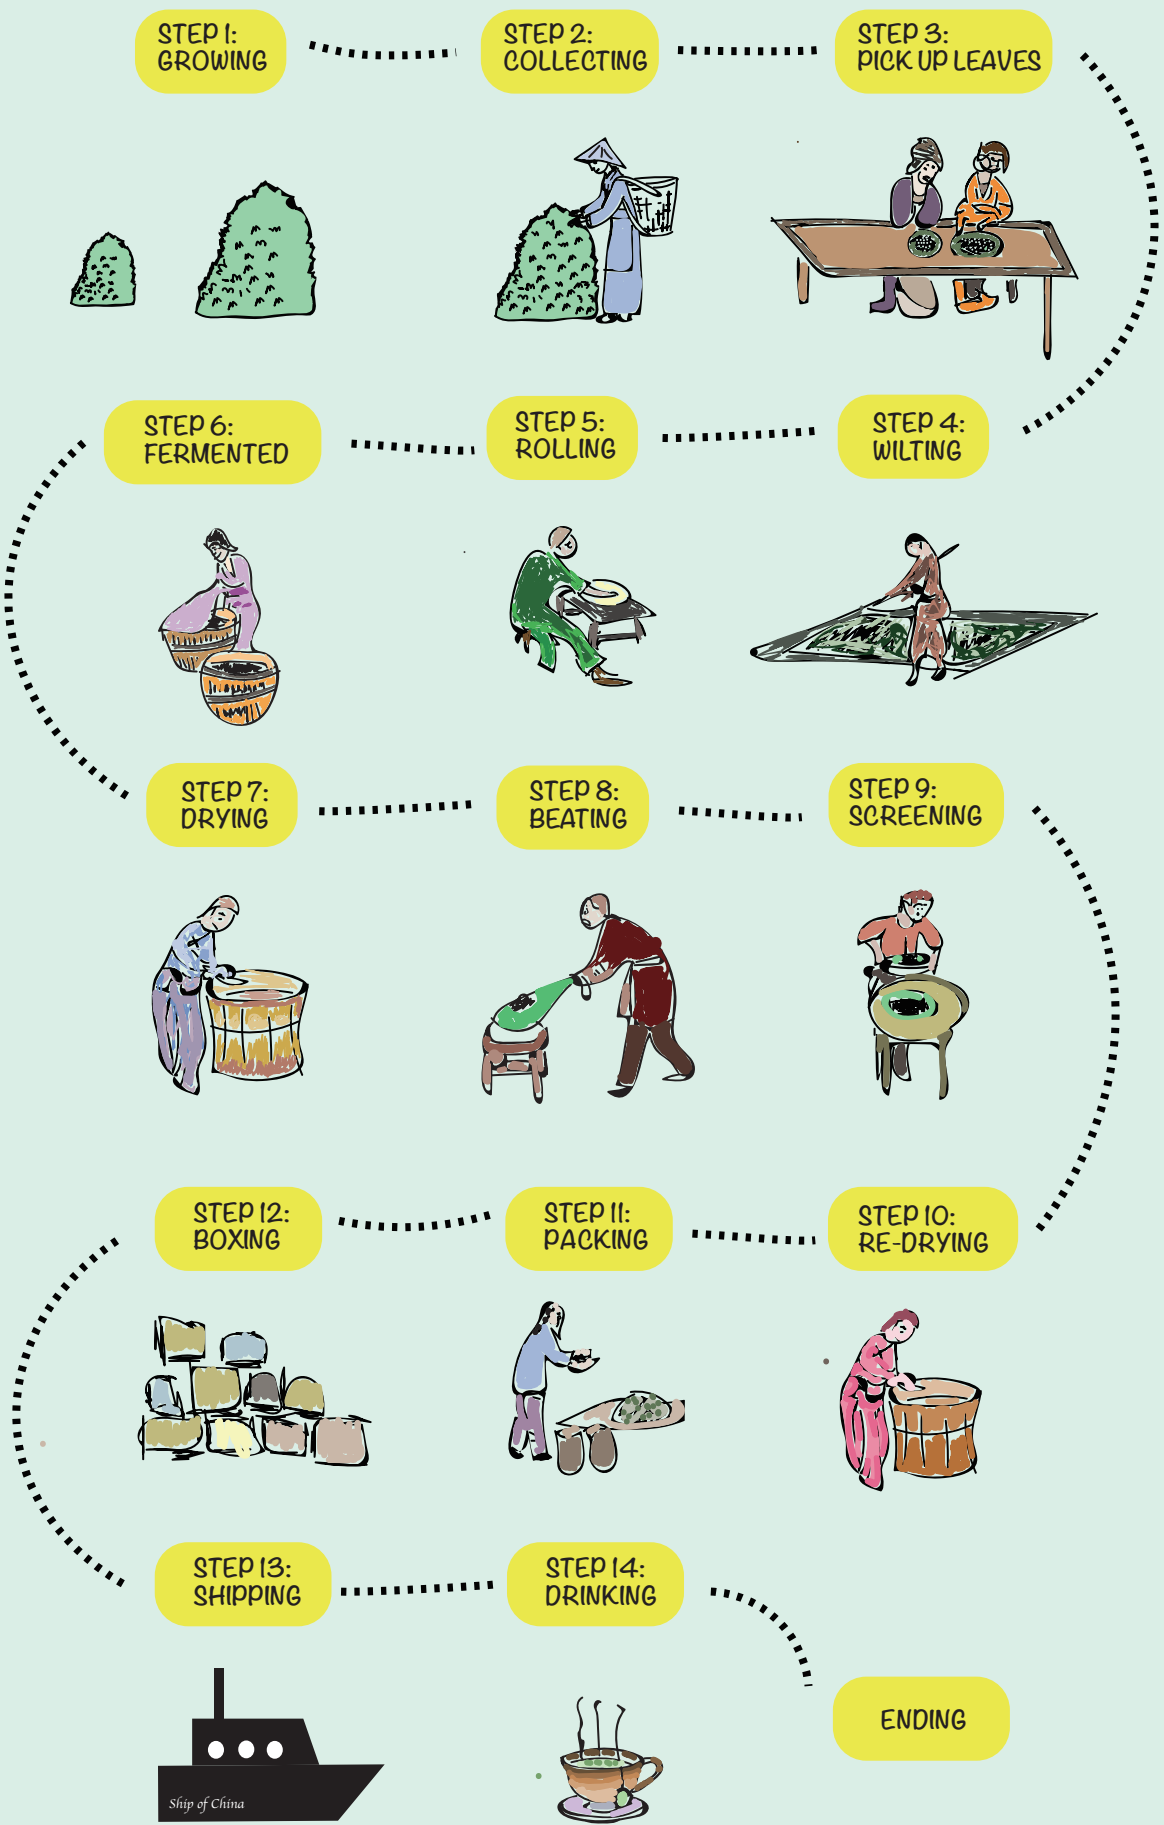 STEP 1:
GROWING
STEP 2:
COLLECTING
STEP 3:
PICK UP LEAVES
STEP 4:
WILTING
STEP 5:
ROLLING
STEP 6:
FERMENTED
STEP 7:
DRYING
STEP 8:
BEATING
STEP 9:
SCREENING
STEP 10:
RE-DRYING
STEP 11:
PACKING
STEP 12:
BOXING
STEP 13:
SHIPPING
STEP 14:
DRINKING
ENDING
Ship of China